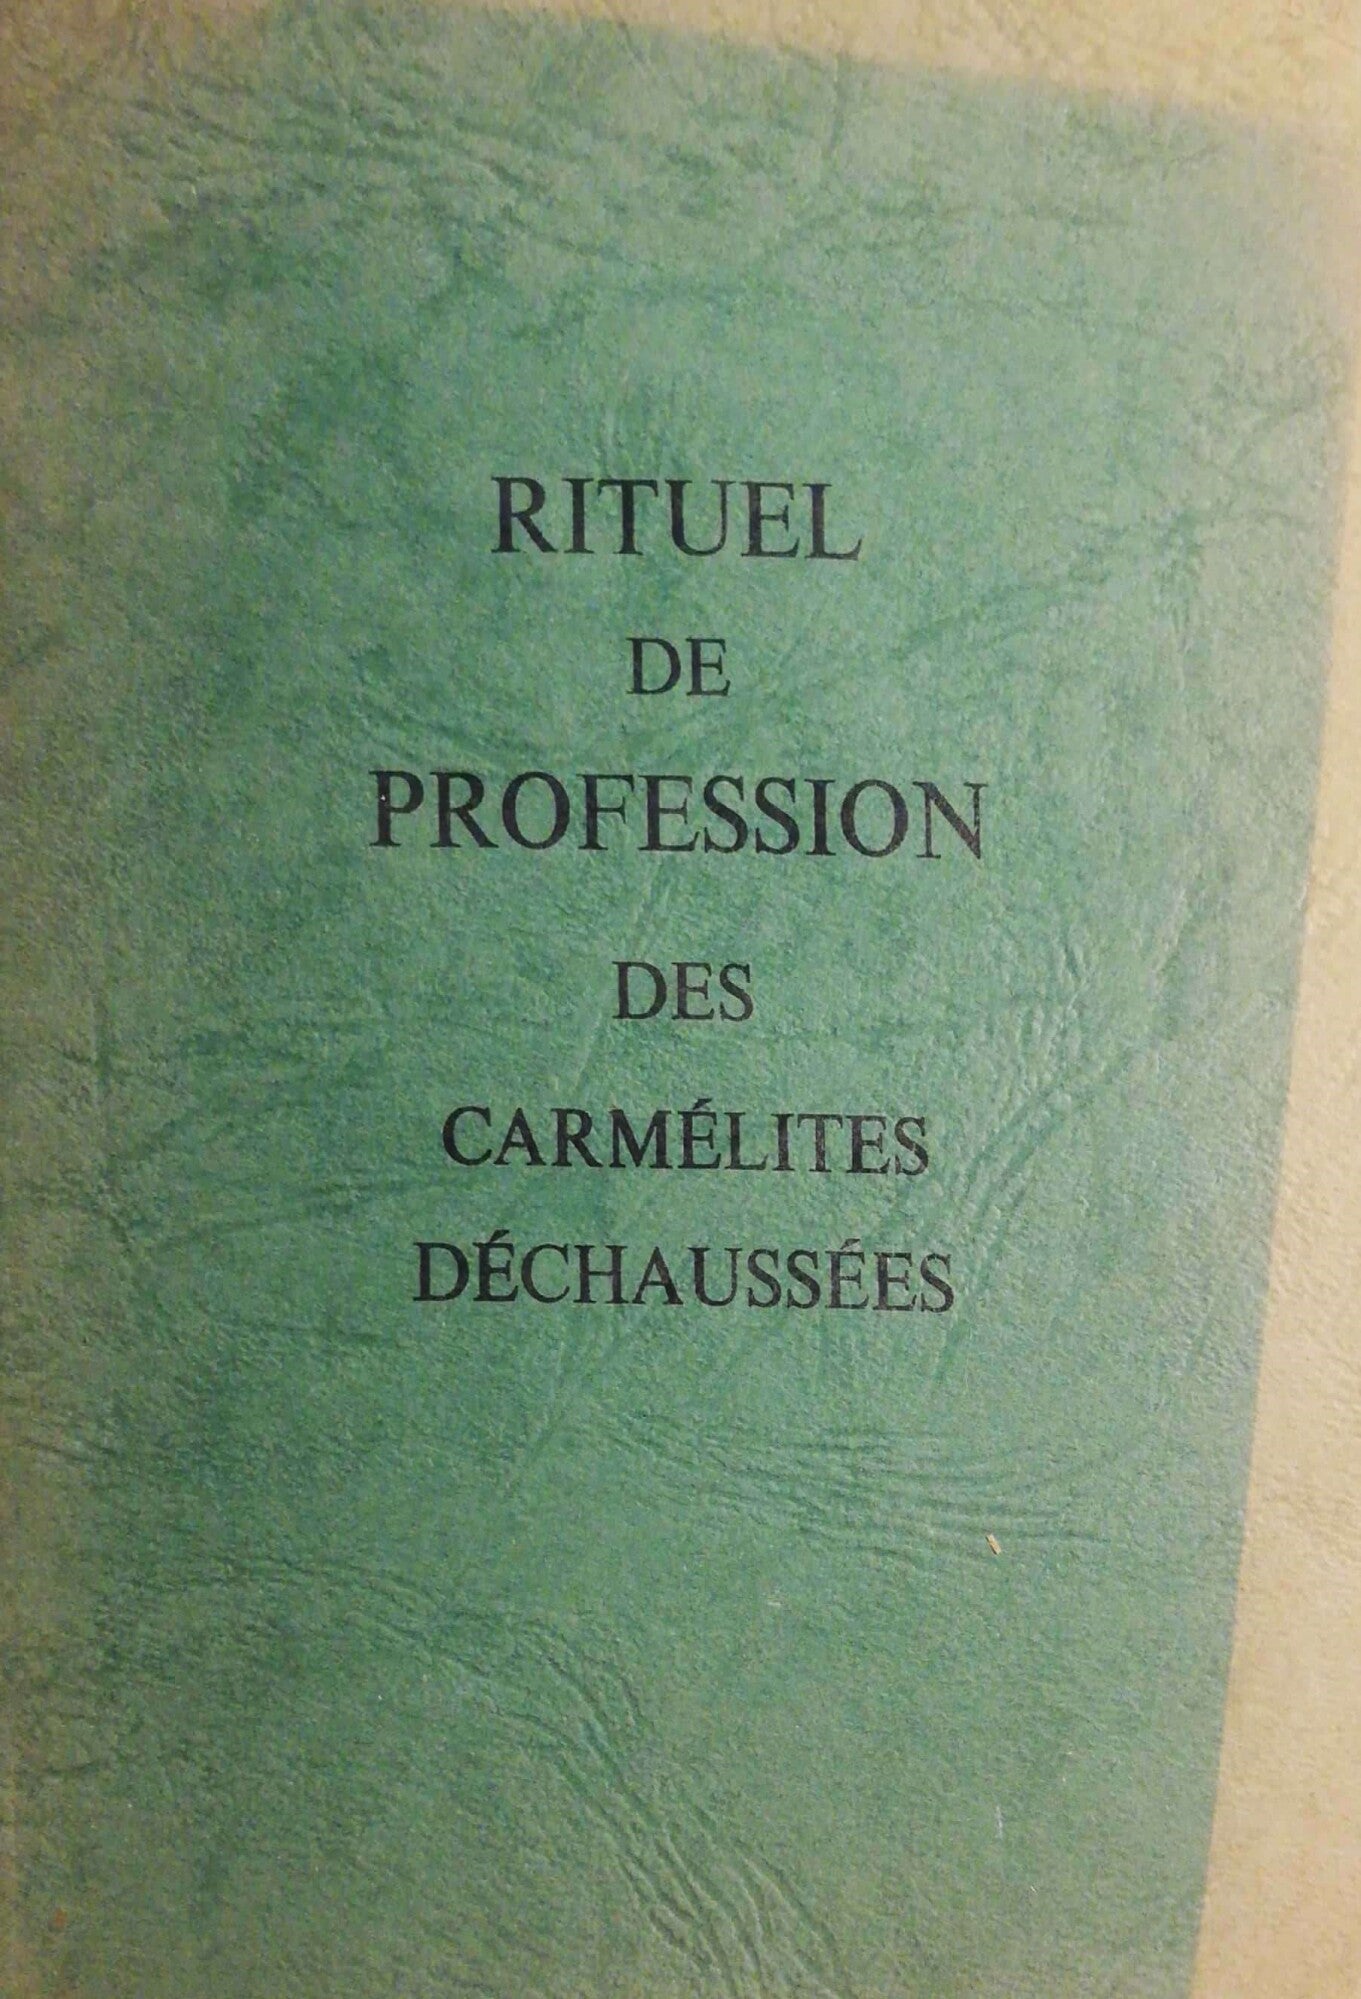 RITUEL
DE
PROFESSION
DES
CARMÉLITES
DÉCHAUSSÉES